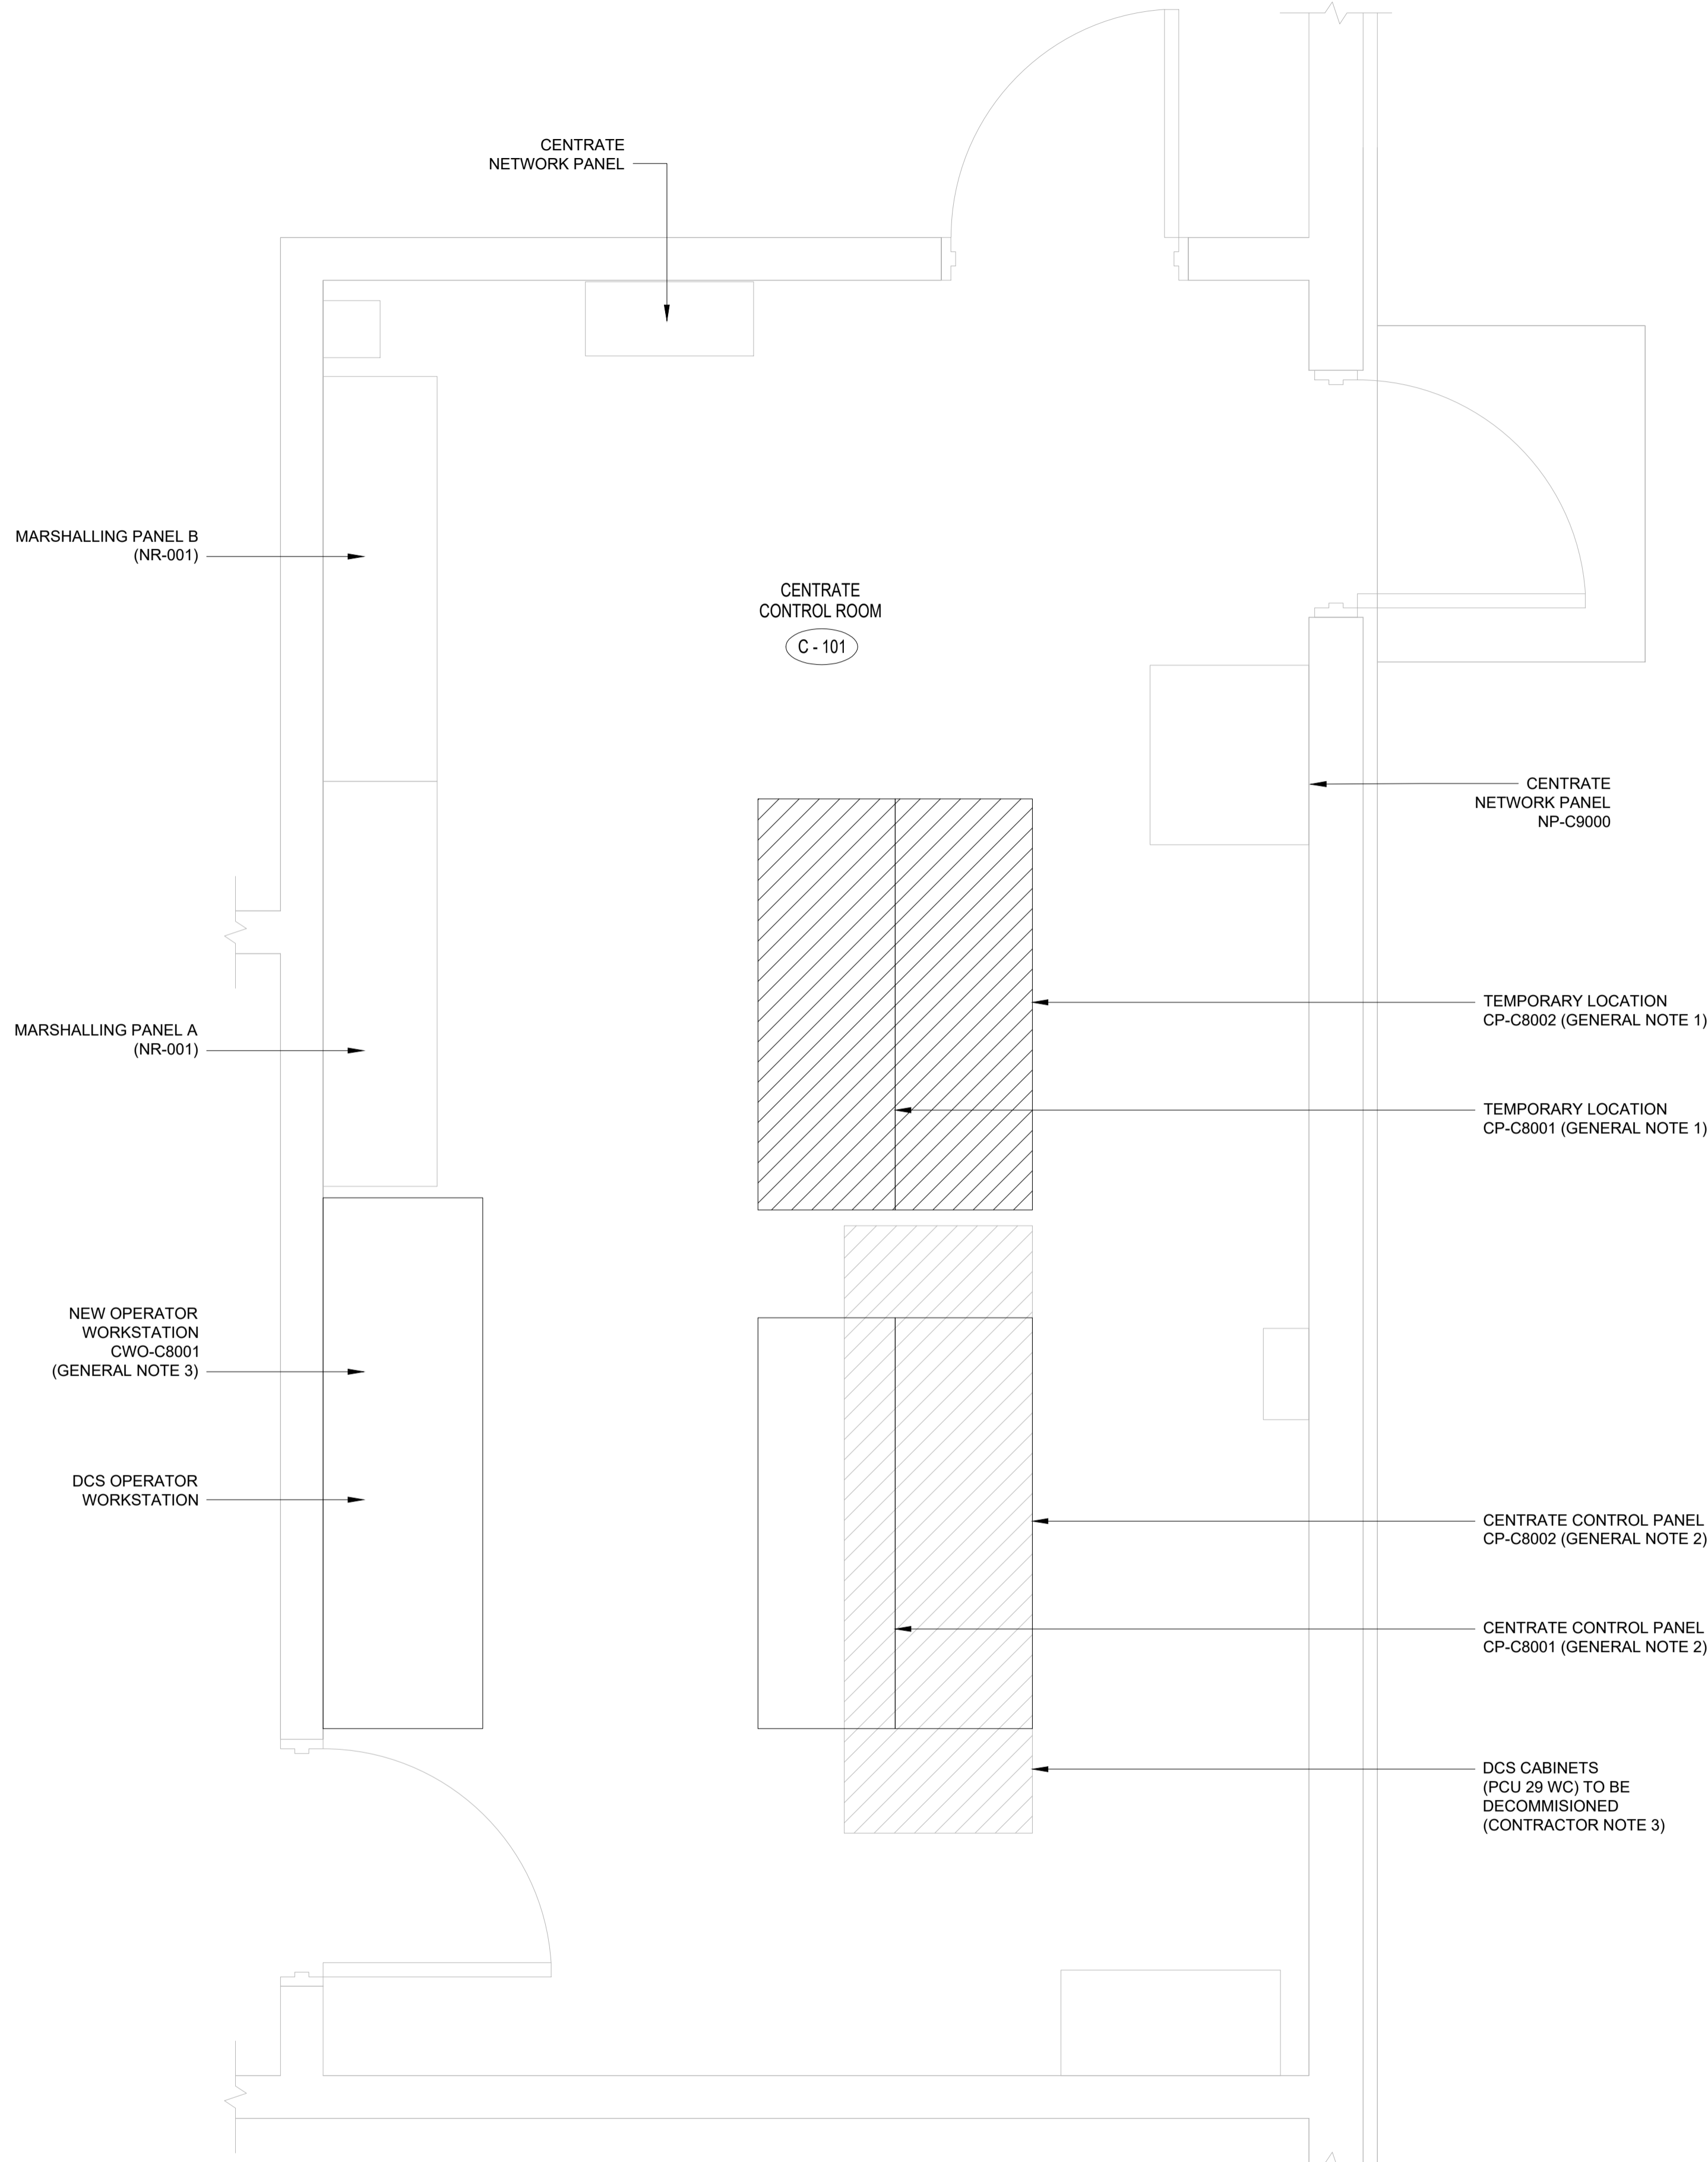 CENTRATE
NETWORK PANEL
MARSHALLING PANEL B
(NR-001)
CENTRATE
CONTROL ROOM
C - 101
CENTRATE
NETWORK PANEL
NP-C9000
TEMPORARY LOCATION
CP-C8002 (GENERAL NOTE 1)
MARSHALLING PANEL A
(NR-001)
TEMPORARY LOCATION
CP-C8001 (GENERAL NOTE 1)
NEW OPERATOR
WORKSTATION
CWO-C8001
(GENERAL NOTE 3)
DCS OPERATOR
WORKSTATION
CENTRATE CONTROL PANEL
CP-C8002 (GENERAL NOTE 2)
CENTRATE CONTROL PANEL
CP-C8001 (GENERAL NOTE 2)
DCS CABINETS
(PCU 29 WC) TO BE
DECOMMISIONED
(CONTRACTOR NOTE 3)